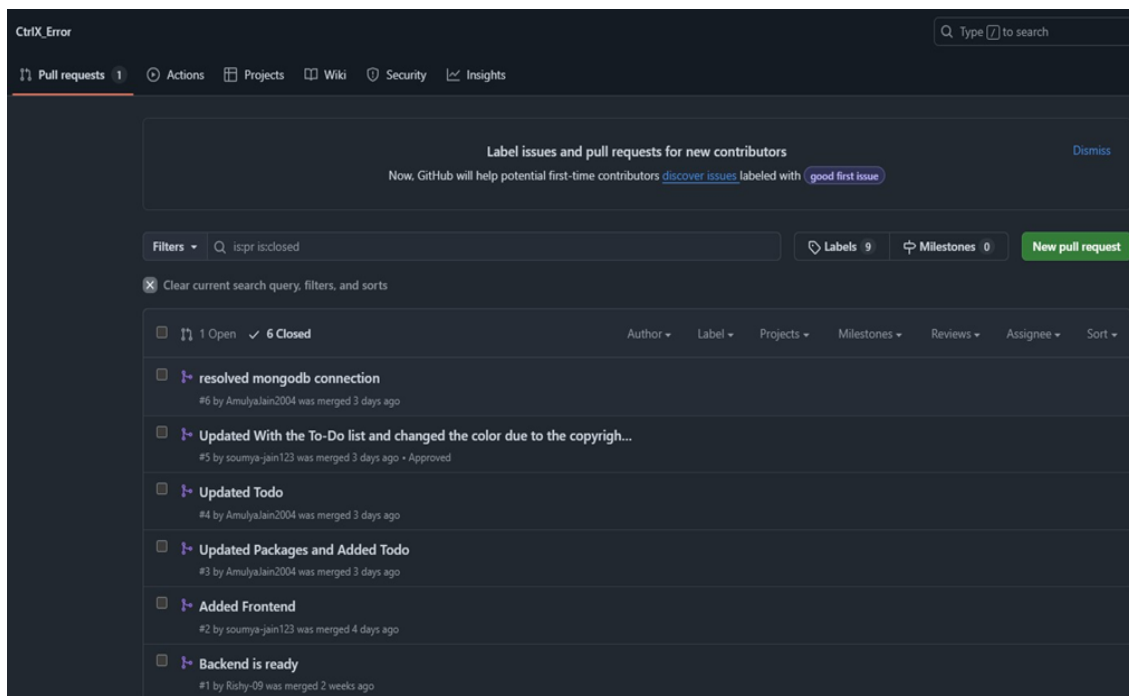 CtrlX_Error
Type / to search
Pull requests 1 Actions Projects Wiki Security Insights
Label issues and pull requests for new contributors
Dismiss
Now, GitHub will help potential first-time contributors discover issues labeled with good first issue
Filters is:pr is:closed Labels 9 Milestones 0 New pull request
Clear current search query, filters, and sorts
1 Open 6 Closed Author Label Projects Milestones Reviews Assignee Sort
resolved mongodb connection
#6 by AmulyaJain2004 was merged 3 days ago
Updated With the To-Do list and changed the color due to the copyrigh...
#5 by soumya-jain123 was merged 3 days ago • Approved
Updated Todo
#4 by AmulyaJain2004 was merged 3 days ago
Updated Packages and Added Todo
#3 by AmulyaJain2004 was merged 3 days ago
Added Frontend
#2 by soumya-jain123 was merged 4 days ago
Backend is ready
#1 by Rishy-09 was merged 2 weeks ago